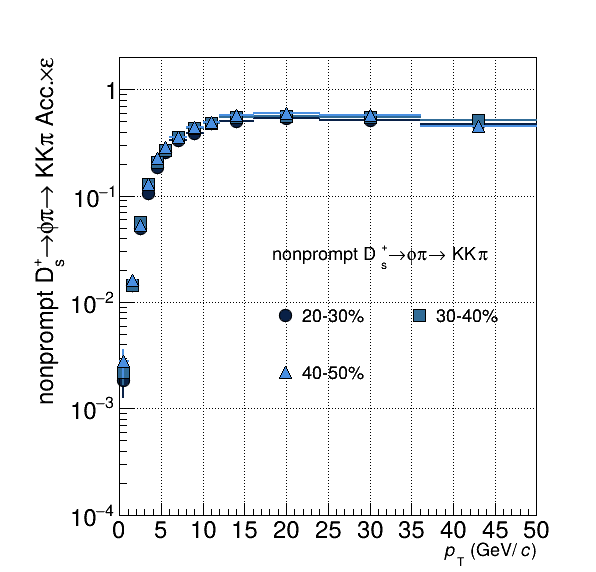 nonprompt D⁺ₛ→ϕπ→ KKπ Acc.×ε
1
10⁻¹
10⁻²
10⁻³
10⁻⁴
nonprompt D⁺ₛ→ϕπ→ KKπ
20-30%
30-40%
40-50%
0 5 10 15 20 25 30 35 40 45 50
p_T (GeV/c)